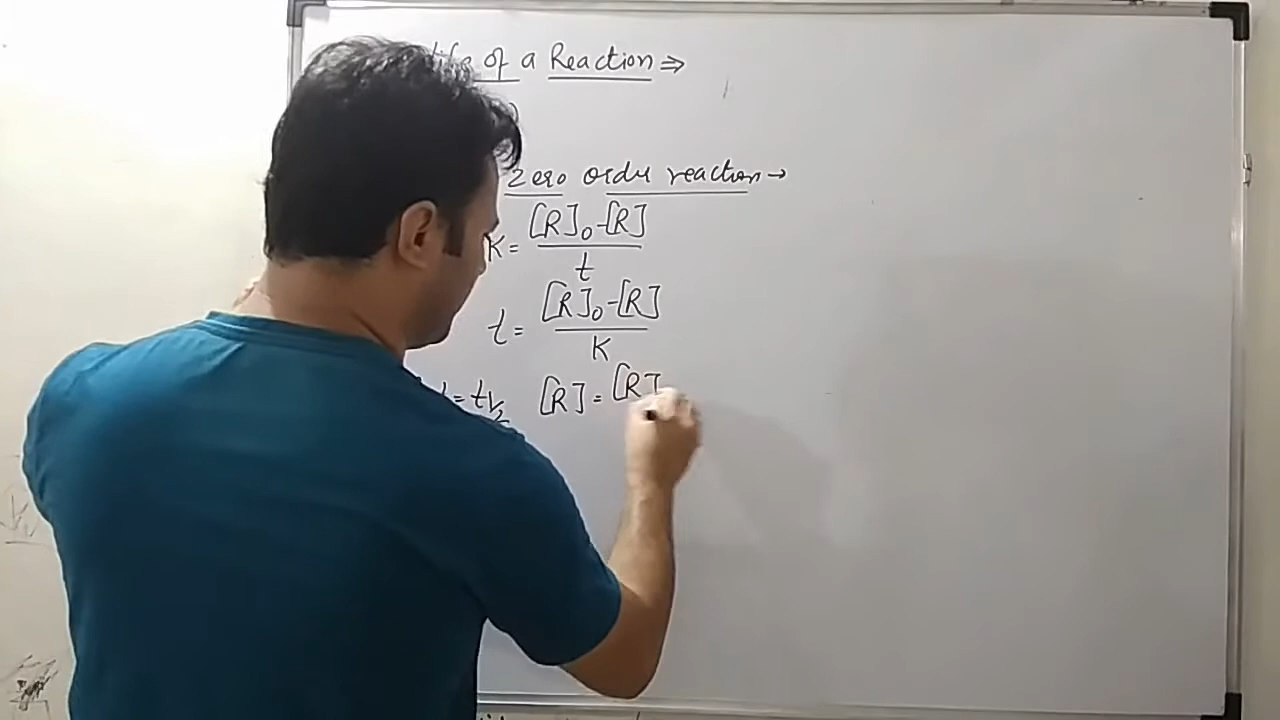 of a Reaction ⇒
Zero order reaction →
K = [R]₀ - [R] / t
t = [R]₀ - [R] / K
= t½ [R] = [R]